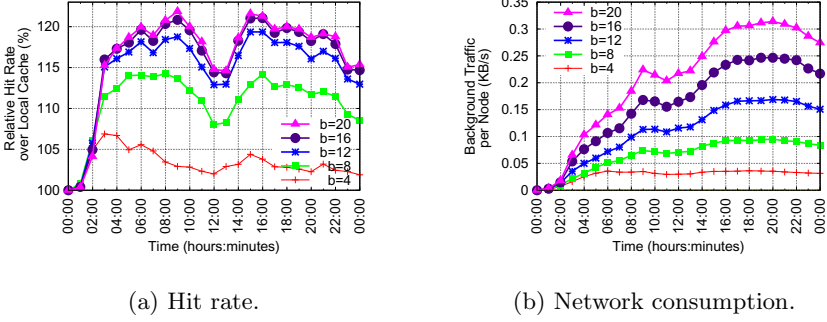 Relative Hit Rate
over Local Cache (%)
120
115
110
105
100
b=20
b=16
b=12
b=8
b=4
00:00
02:00
04:00
06:00
08:00
10:00
12:00
14:00
16:00
18:00
20:00
22:00
00:00
Time (hours:minutes)
(a) Hit rate.
Background Traffic
per Node (KB/s)
0.35
0.3
0.25
0.2
0.15
0.1
0.05
0
b=20
b=16
b=12
b=8
b=4
00:00
02:00
04:00
06:00
08:00
10:00
12:00
14:00
16:00
18:00
20:00
22:00
00:00
Time (hours:minutes)
(b) Network consumption.